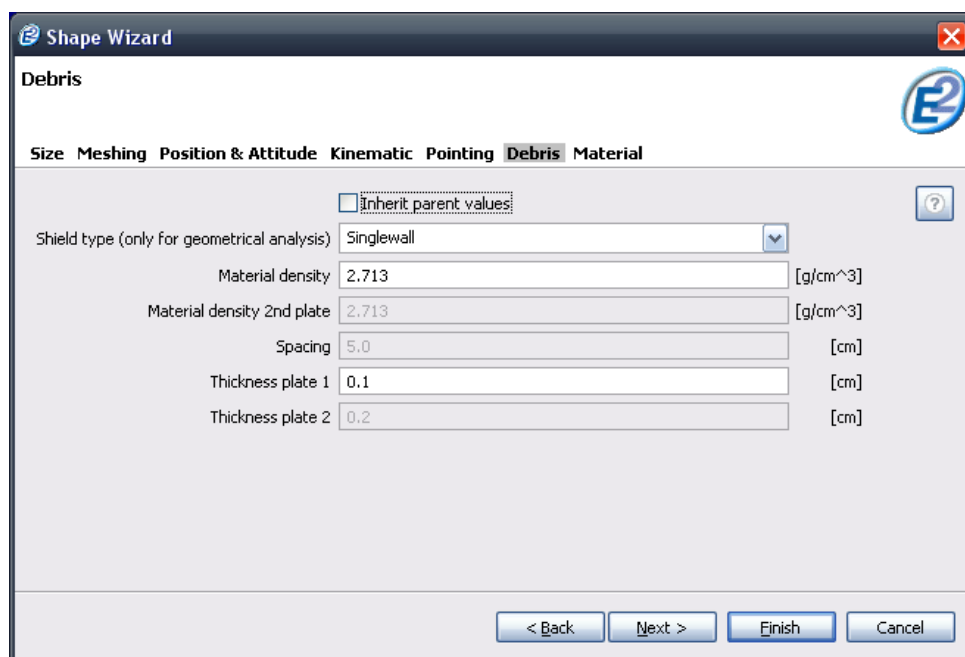 Shape Wizard
Debris
Size Meshing Position & Attitude Kinematic Pointing Debris Material
Inherit parent values
Shield type (only for geometrical analysis) Singlewall
Material density 2.713 [g/cm^3]
Material density 2nd plate 2.713 [g/cm^3]
Spacing 5.0 [cm]
Thickness plate 1 0.1 [cm]
Thickness plate 2 0.2 [cm]
< Back Next > Finish Cancel